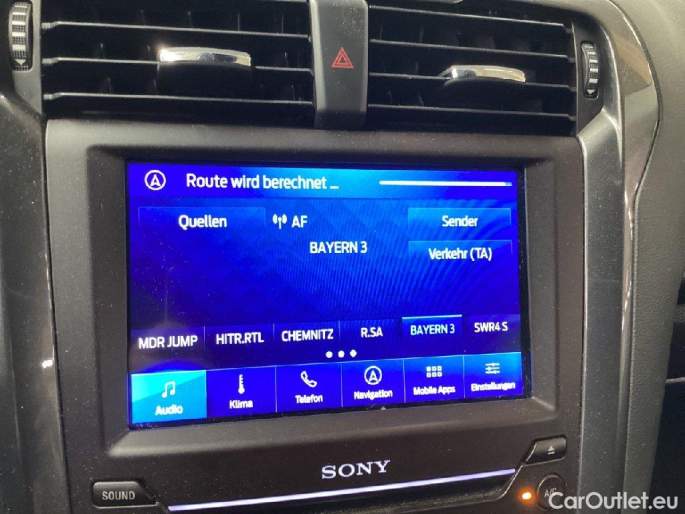 Route wird berechnet ...
Quellen AF Sender
BAYERN 3
Verkehr (TA)
MDR JUMP HITR.RTL CHEMNITZ R.SA BAYERN 3 SWR4 S
Audio Klima Telefon Navigation Mobile Apps Einstellungen
SONY
SOUND
A/C
CarOutlet.eu